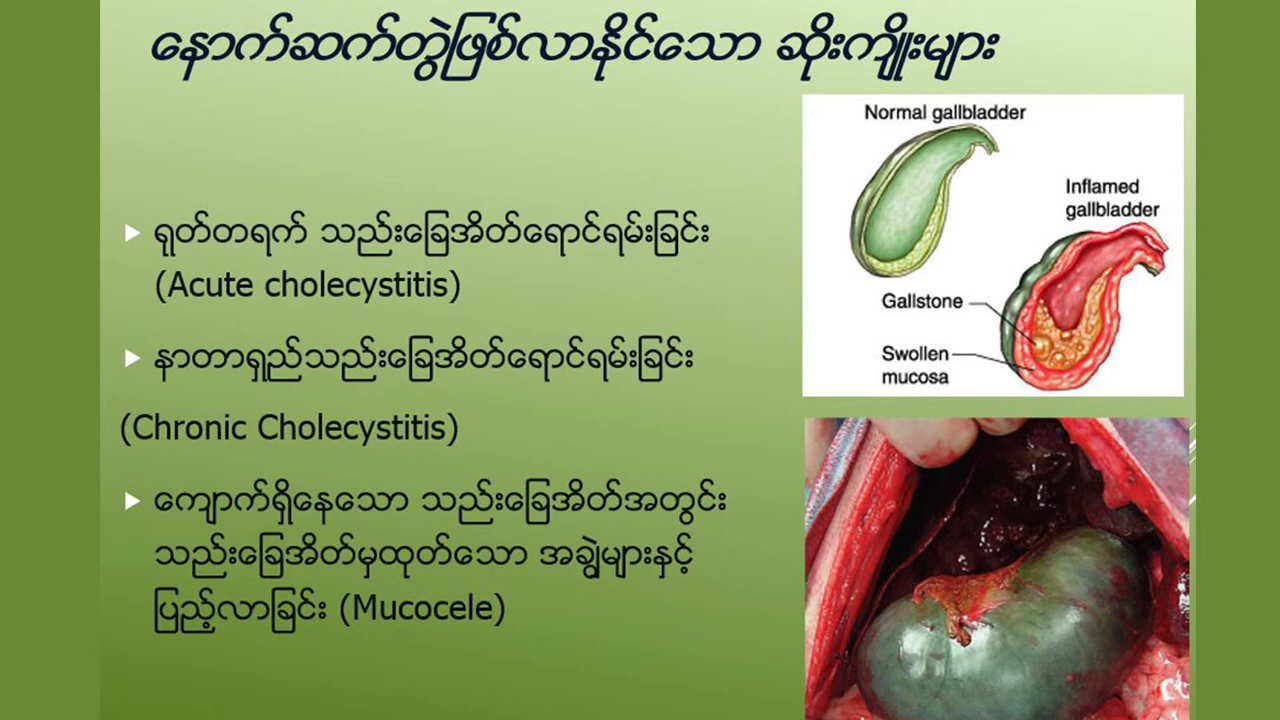 နောက်ဆက်တွဲဖြစ်လာနိုင်သော ဆိုးကျိုးများ
Normal gallbladder
Inflamed
gallbladder
Gallstone
Swollen
mucosa
ရုတ်တရက် သည်းခြေအိတ်ရောင်ရမ်းခြင်း
(Acute cholecystitis)
နာတာရှည်သည်းခြေအိတ်ရောင်ရမ်းခြင်း
(Chronic Cholecystitis)
ကျောက်ရှိနေသော သည်းခြေအိတ်အတွင်း
သည်းခြေအိတ်မှထုတ်သော အချွဲများနှင့်
ပြည့်လာခြင်း (Mucocele)